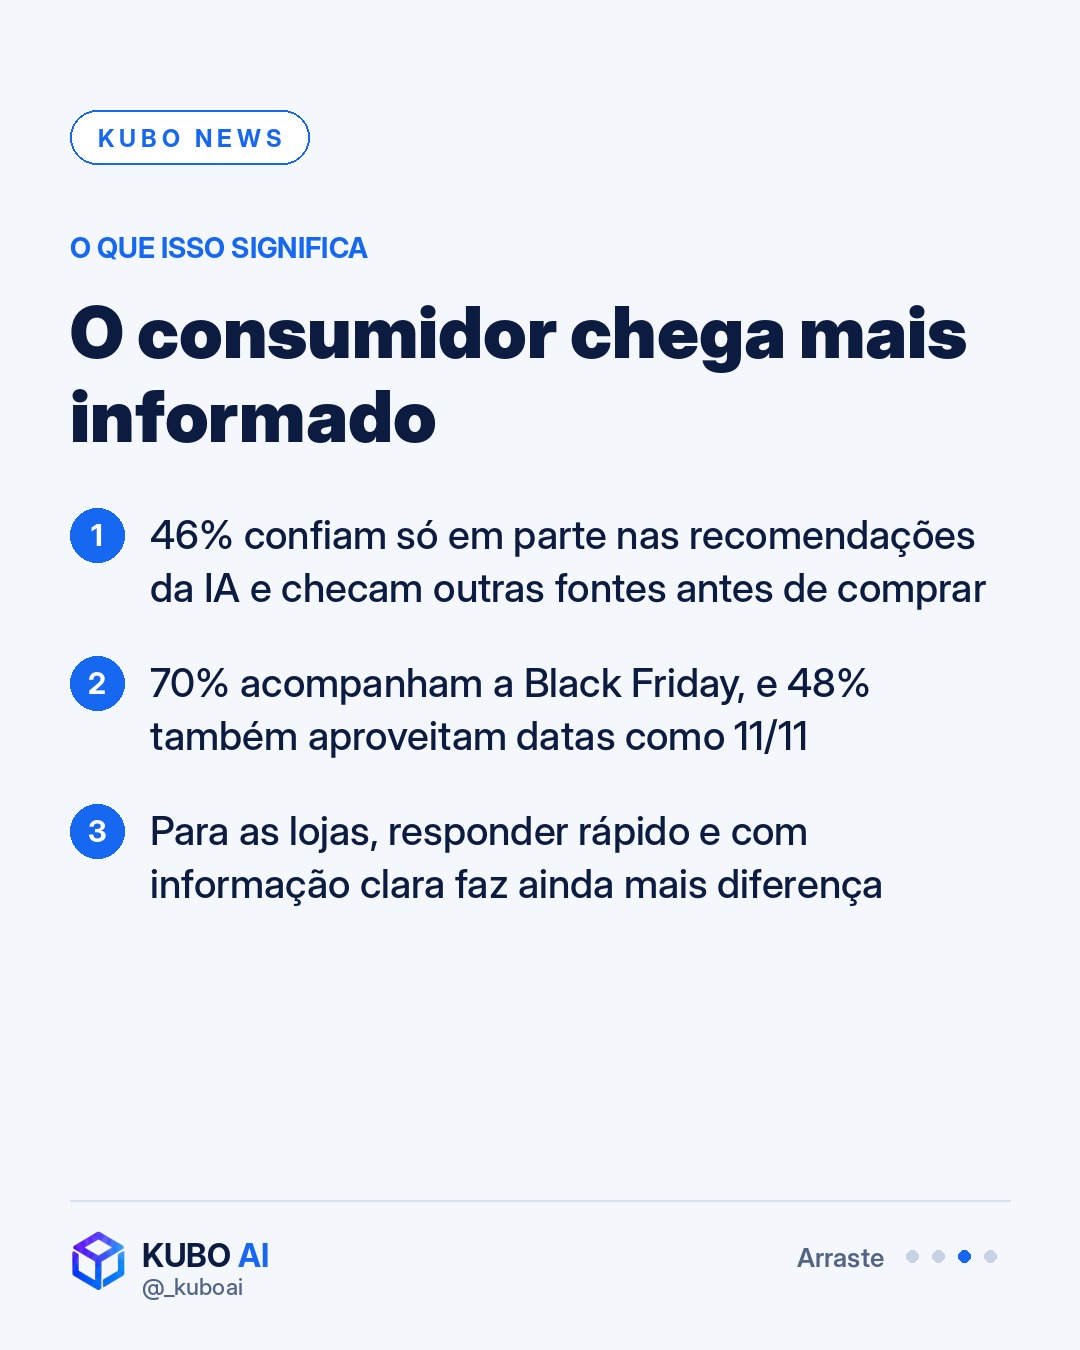 KUBO NEWS
O QUE ISSO SIGNIFICA
O consumidor chega mais
informado
1 46% confiam só em parte nas recomendações
da IA e checam outras fontes antes de comprar
2 70% acompanham a Black Friday, e 48%
também aproveitam datas como 11/11
3 Para as lojas, responder rápido e com
informação clara faz ainda mais diferença
KUBO AI
@_kuboai
Arraste